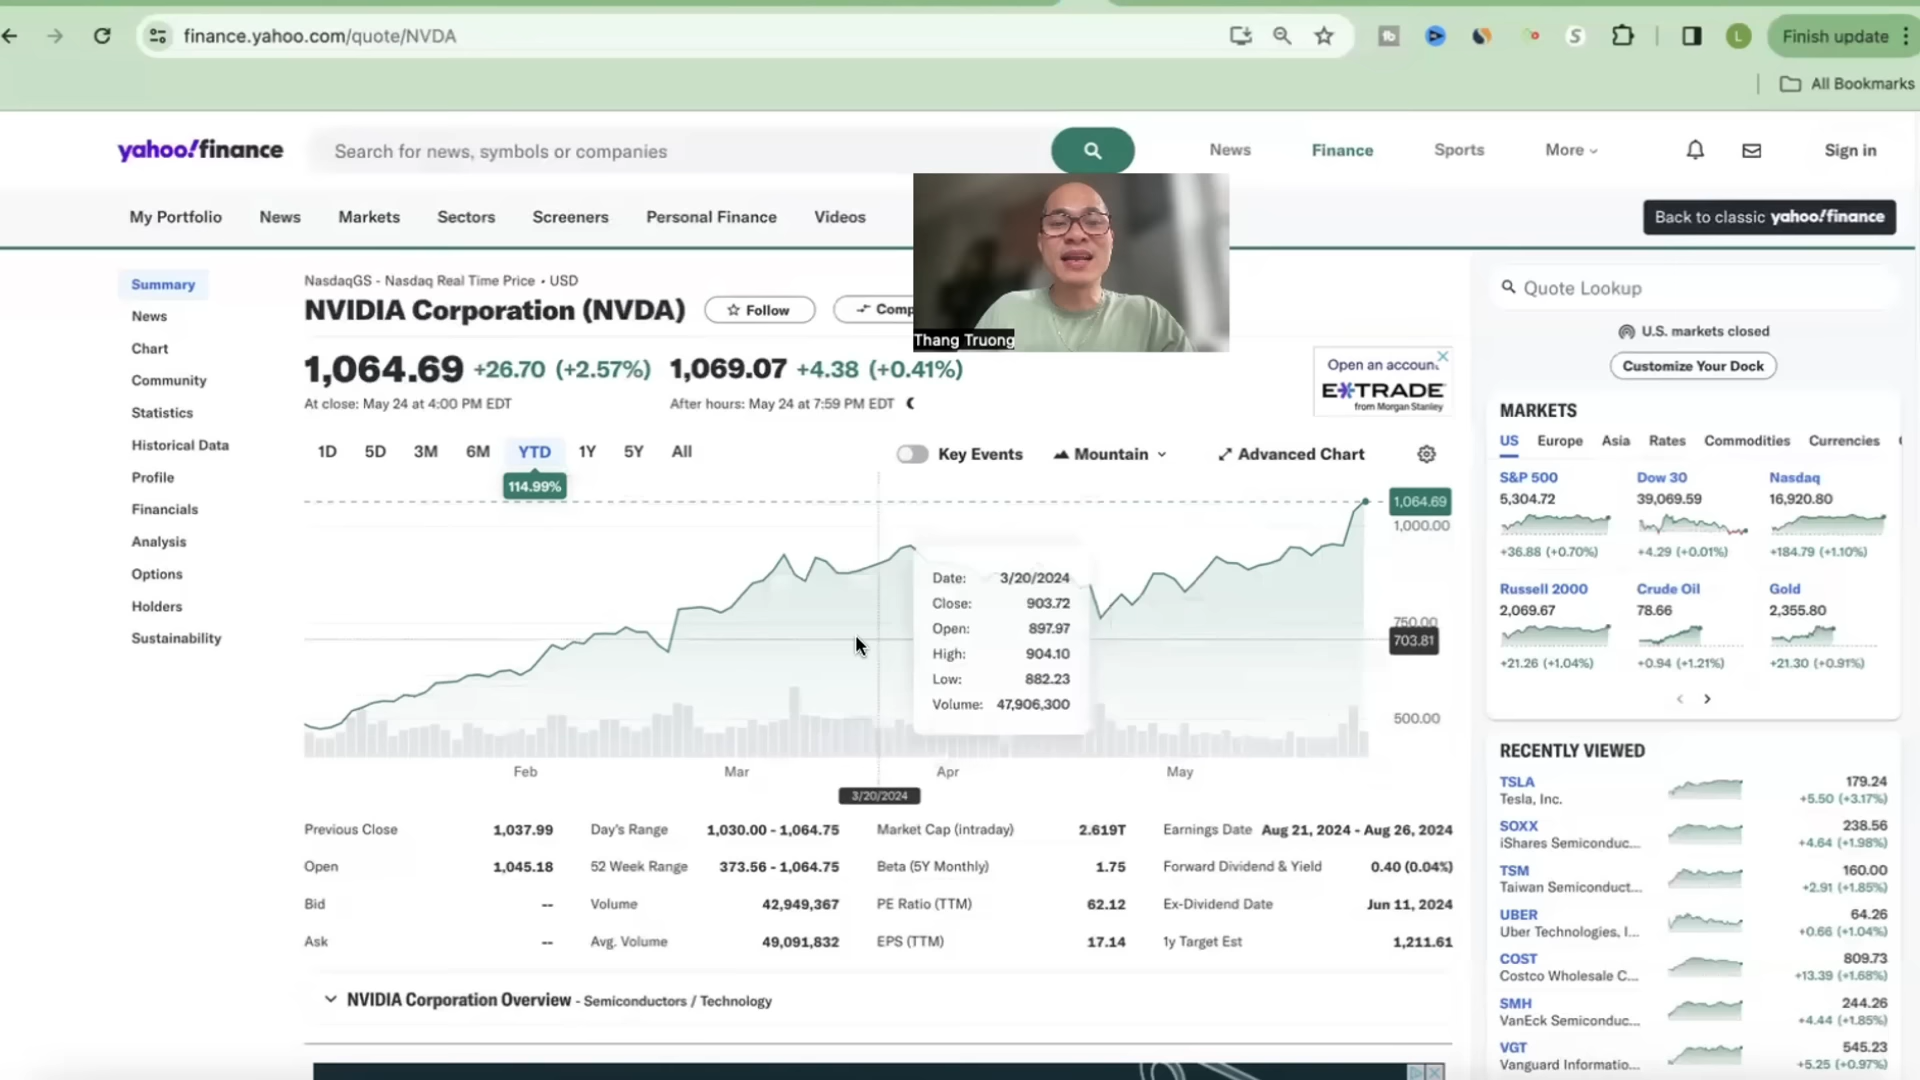 finance.yahoo.com/quote/NVDA
L
Finish update
All Bookmarks
yahoo!finance
Search for news, symbols or companies
News
Finance
Sports
More
Sign in
My Portfolio
News
Markets
Sectors
Screeners
Personal Finance
Videos
Back to classic yahoo!finance
Summary
News
Chart
Community
Statistics
Historical Data
Profile
Financials
Analysis
Options
Holders
Sustainability
NasdaqGS - Nasdaq Real Time Price • USD
NVIDIA Corporation (NVDA)
Follow
Comp
Thang Truong
1,064.69 +26.70 (+2.57%)
At close: May 24 at 4:00 PM EDT
1,069.07 +4.38 (+0.41%)
After hours: May 24 at 7:59 PM EDT
Open an account
E*TRADE
from Morgan Stanley
1D
5D
3M
6M
YTD
1Y
5Y
All
114.99%
Key Events
Mountain
Advanced Chart
1,064.69
1,000.00
750.00
703.81
500.00
Date: 3/20/2024
Close: 903.72
Open: 897.97
High: 904.10
Low: 882.23
Volume: 47,906,300
Feb
Mar
Apr
May
3/20/2024
Previous Close 1,037.99
Day's Range 1,030.00 - 1,064.75
Market Cap (intraday) 2.619T
Earnings Date Aug 21, 2024 - Aug 26, 2024
Open 1,045.18
52 Week Range 373.56 - 1,064.75
Beta (5Y Monthly) 1.75
Forward Dividend & Yield 0.40 (0.04%)
Bid --
Volume 42,949,367
PE Ratio (TTM) 62.12
Ex-Dividend Date Jun 11, 2024
Ask --
Avg. Volume 49,091,832
EPS (TTM) 17.14
1y Target Est 1,211.61
NVIDIA Corporation Overview - Semiconductors / Technology
Quote Lookup
U.S. markets closed
Customize Your Dock
MARKETS
US
Europe
Asia
Rates
Commodities
Currencies
S&P 500
5,304.72
+36.88 (+0.70%)
Dow 30
39,069.59
+4.29 (+0.01%)
Nasdaq
16,920.80
+184.79 (+1.10%)
Russell 2000
2,069.67
+21.26 (+1.04%)
Crude Oil
78.66
+0.94 (+1.21%)
Gold
2,355.80
+21.30 (+0.91%)
RECENTLY VIEWED
TSLA 179.24
Tesla, Inc. +5.50 (+3.17%)
SOXX 238.56
iShares Semiconduc... +4.64 (+1.98%)
TSM 160.00
Taiwan Semiconduct... +2.91 (+1.85%)
UBER 64.26
Uber Technologies, I... +0.66 (+1.04%)
COST 809.73
Costco Wholesale C... +13.39 (+1.68%)
SMH 244.26
VanEck Semiconduc... +4.44 (+1.85%)
VGT 545.23
Vanguard Informatio... +5.25 (+0.97%)